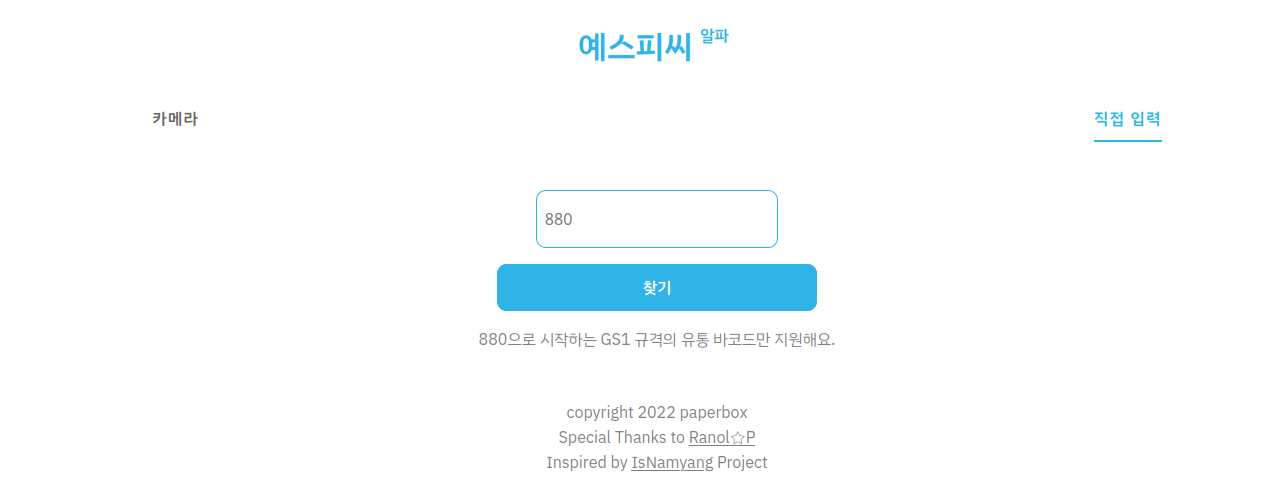 예스피씨 알파
카메라
직접 입력
880
찾기
880으로 시작하는 GS1 규격의 유통 바코드만 지원해요.
copyright 2022 paperbox
Special Thanks to Ranol☆P
Inspired by IsNamyang Project